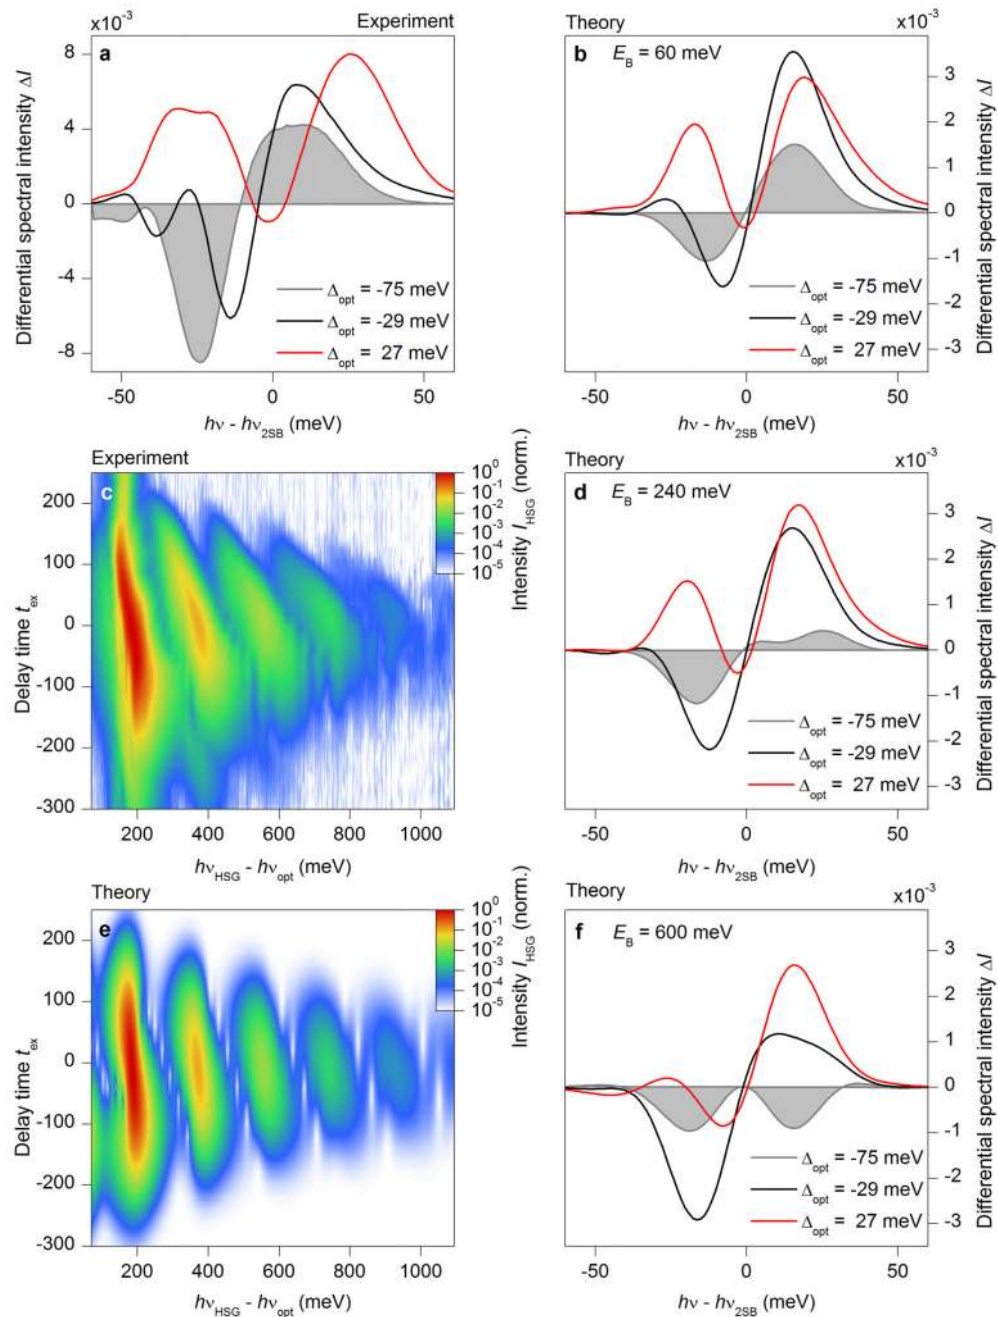 x10⁻³ Experiment
a
8
4
0
-4
-8
Differential spectral intensity ΔI
Δopt = -75 meV
Δopt = -29 meV
Δopt = 27 meV
-50 0 50
hν - hν2SB (meV)
Theory x10⁻³
b EB = 60 meV
3
2
1
0
-1
-2
-3
Differential spectral intensity ΔI
Δopt = -75 meV
Δopt = -29 meV
Δopt = 27 meV
-50 0 50
hν - hν2SB (meV)
Experiment
c
200
100
0
-100
-200
-300
Delay time tex
10⁰
10⁻¹
10⁻²
10⁻³
10⁻⁴
10⁻⁵
Intensity IHSG (norm.)
200 400 600 800 1000
hνHSG - hνopt (meV)
Theory x10⁻³
d EB = 240 meV
3
2
1
0
-1
-2
-3
Differential spectral intensity ΔI
Δopt = -75 meV
Δopt = -29 meV
Δopt = 27 meV
-50 0 50
hν - hν2SB (meV)
Theory
e
200
100
0
-100
-200
-300
Delay time tex
10⁰
10⁻¹
10⁻²
10⁻³
10⁻⁴
10⁻⁵
Intensity IHSG (norm.)
200 400 600 800 1000
hνHSG - hνopt (meV)
Theory x10⁻³
f EB = 600 meV
3
2
1
0
-1
-2
-3
Differential spectral intensity ΔI
Δopt = -75 meV
Δopt = -29 meV
Δopt = 27 meV
-50 0 50
hν - hν2SB (meV)